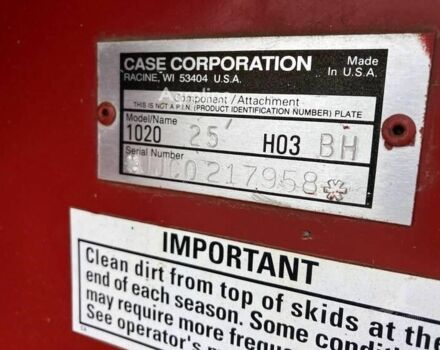 CASE CORPORATION
RACINE, WI 53404 U.S.A.
Made
In U.S.A.
Component/Attachment
THIS IS NOT A P.I.N. (PRODUCT IDENTIFICATION NUMBER) PLATE
Model/Name
1020 25' H03 BH
Serial Number
JJC0217958*
IMPORTANT
Clean dirt from top of skids at the
end of each season. Some
may require more
See operator's